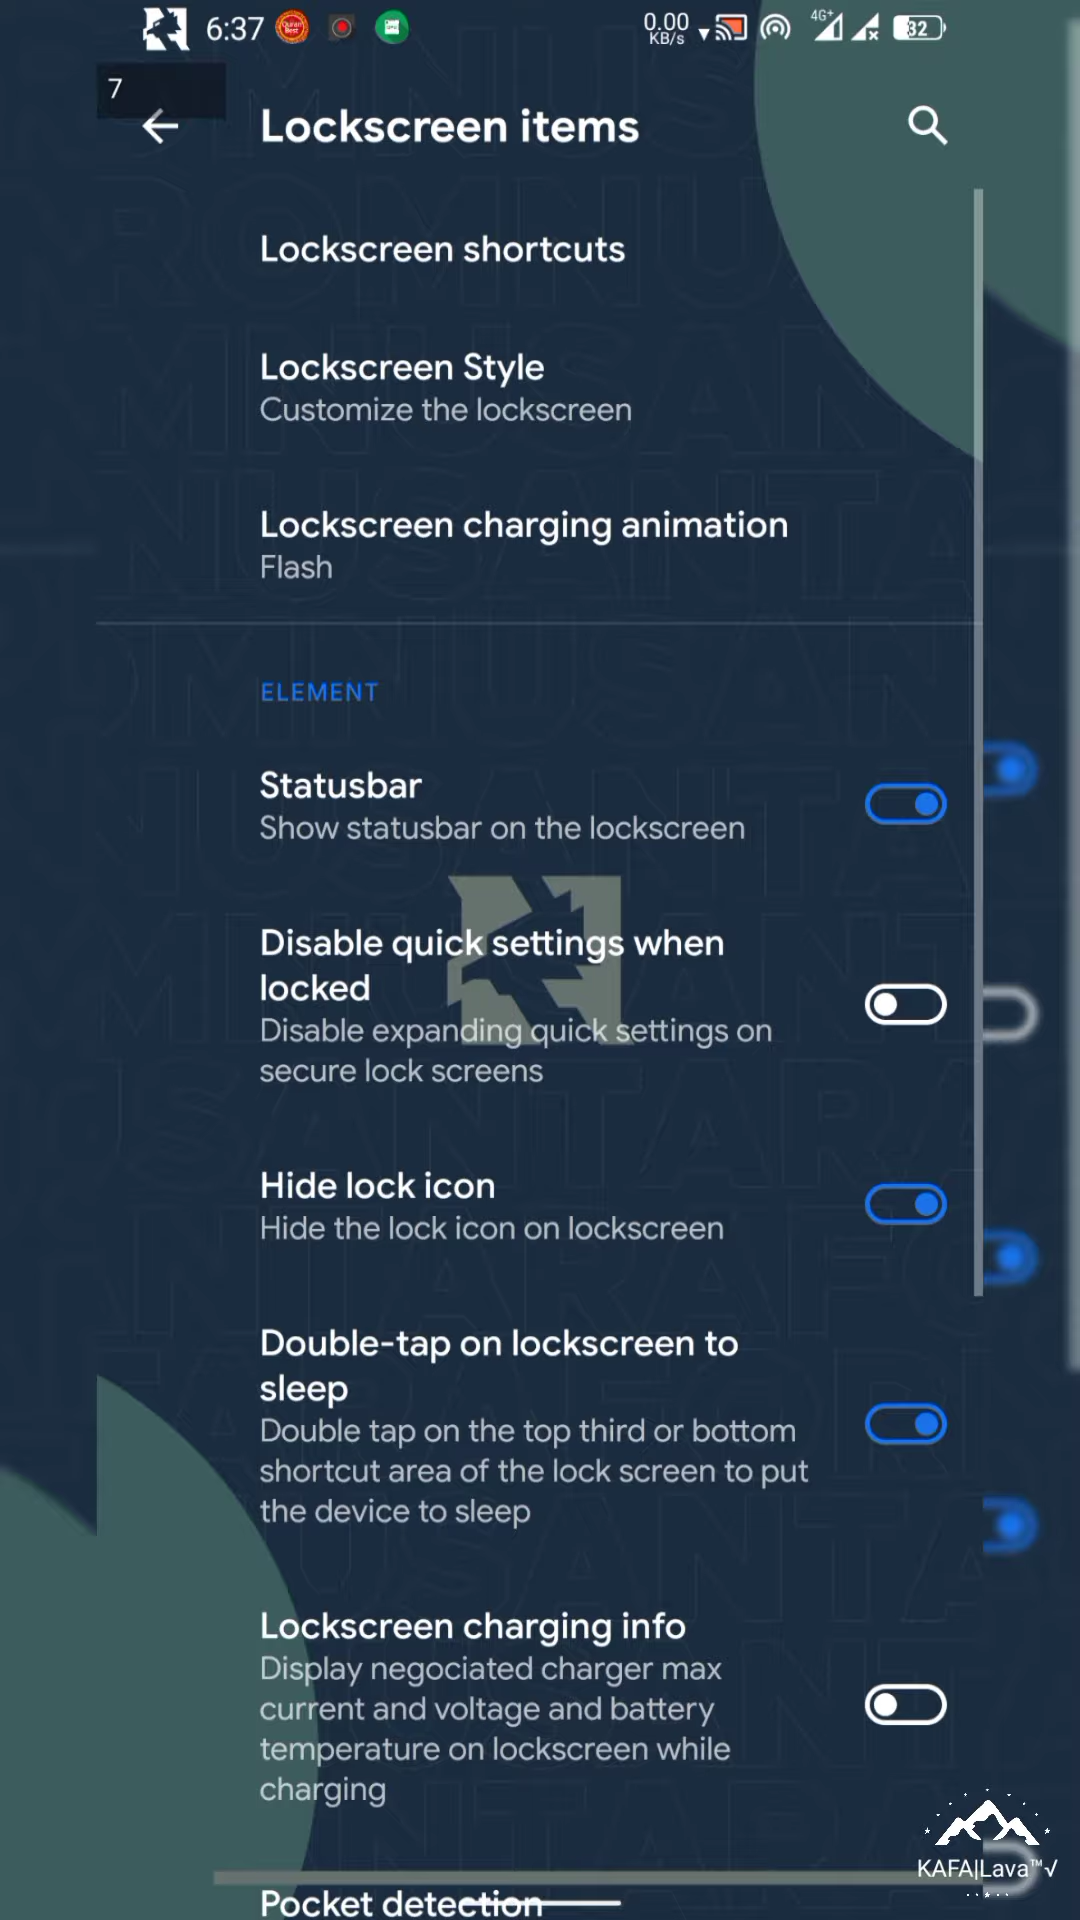 6:37
0.00
KB/s
4G+
32
7
Lockscreen items
Lockscreen shortcuts
Lockscreen Style
Customize the lockscreen
Lockscreen charging animation
Flash
ELEMENT
Statusbar
Show statusbar on the lockscreen
Disable quick settings when
locked
Disable expanding quick settings on
secure lock screens
Hide lock icon
Hide the lock icon on lockscreen
Double-tap on lockscreen to
sleep
Double tap on the top third or bottom
shortcut area of the lock screen to put
the device to sleep
Lockscreen charging info
Display negociated charger max
current and voltage and battery
temperature on lockscreen while
charging
KAFA|Lava™√
Pocket detection